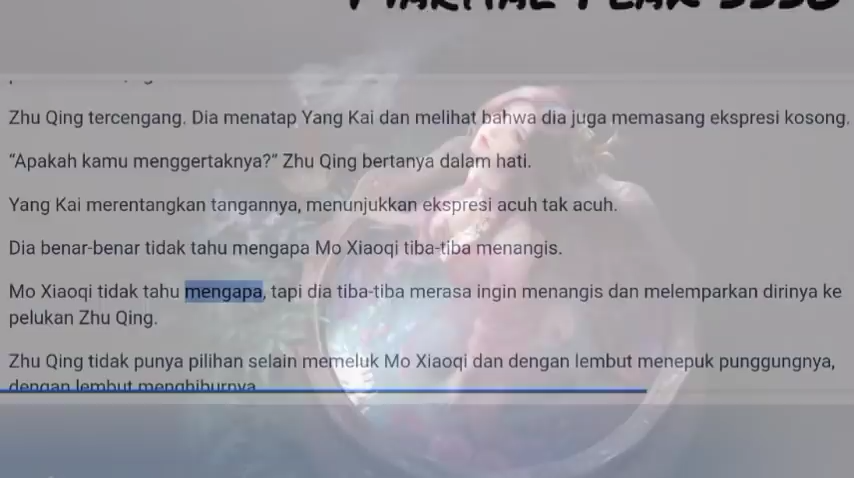 Zhu Qing tercengang. Dia menatap Yang Kai dan melihat bahwa dia juga memasang ekspresi kosong.
“Apakah kamu menggertaknya?” Zhu Qing bertanya dalam hati.
Yang Kai merentangkan tangannya, menunjukkan ekspresi acuh tak acuh.
Dia benar-benar tidak tahu mengapa Mo Xiaoqi tiba-tiba menangis.
Mo Xiaoqi tidak tahu mengapa, tapi dia tiba-tiba merasa ingin menangis dan melemparkan dirinya ke
pelukan Zhu Qing.
Zhu Qing tidak punya pilihan selain memeluk Mo Xiaoqi dan dengan lembut menepuk punggungnya,
dengan lembut menghiburnya